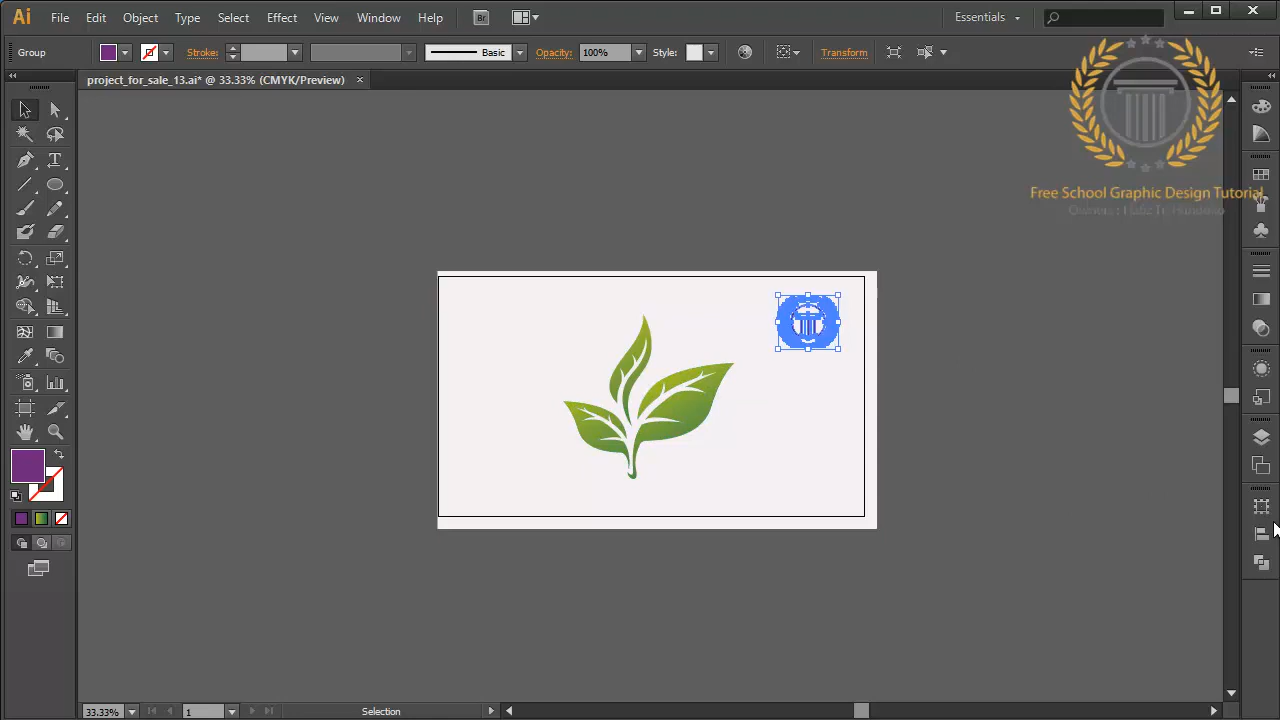 Ai File Edit Object Type Select Effect View Window Help Br Essentials
Group Stroke: Basic Opacity: 100% Style: Transform
project_for_sale_13.ai* @ 33.33% (CMYK/Preview)
Free School Graphic Design Tutorial
33.33% 1 Selection